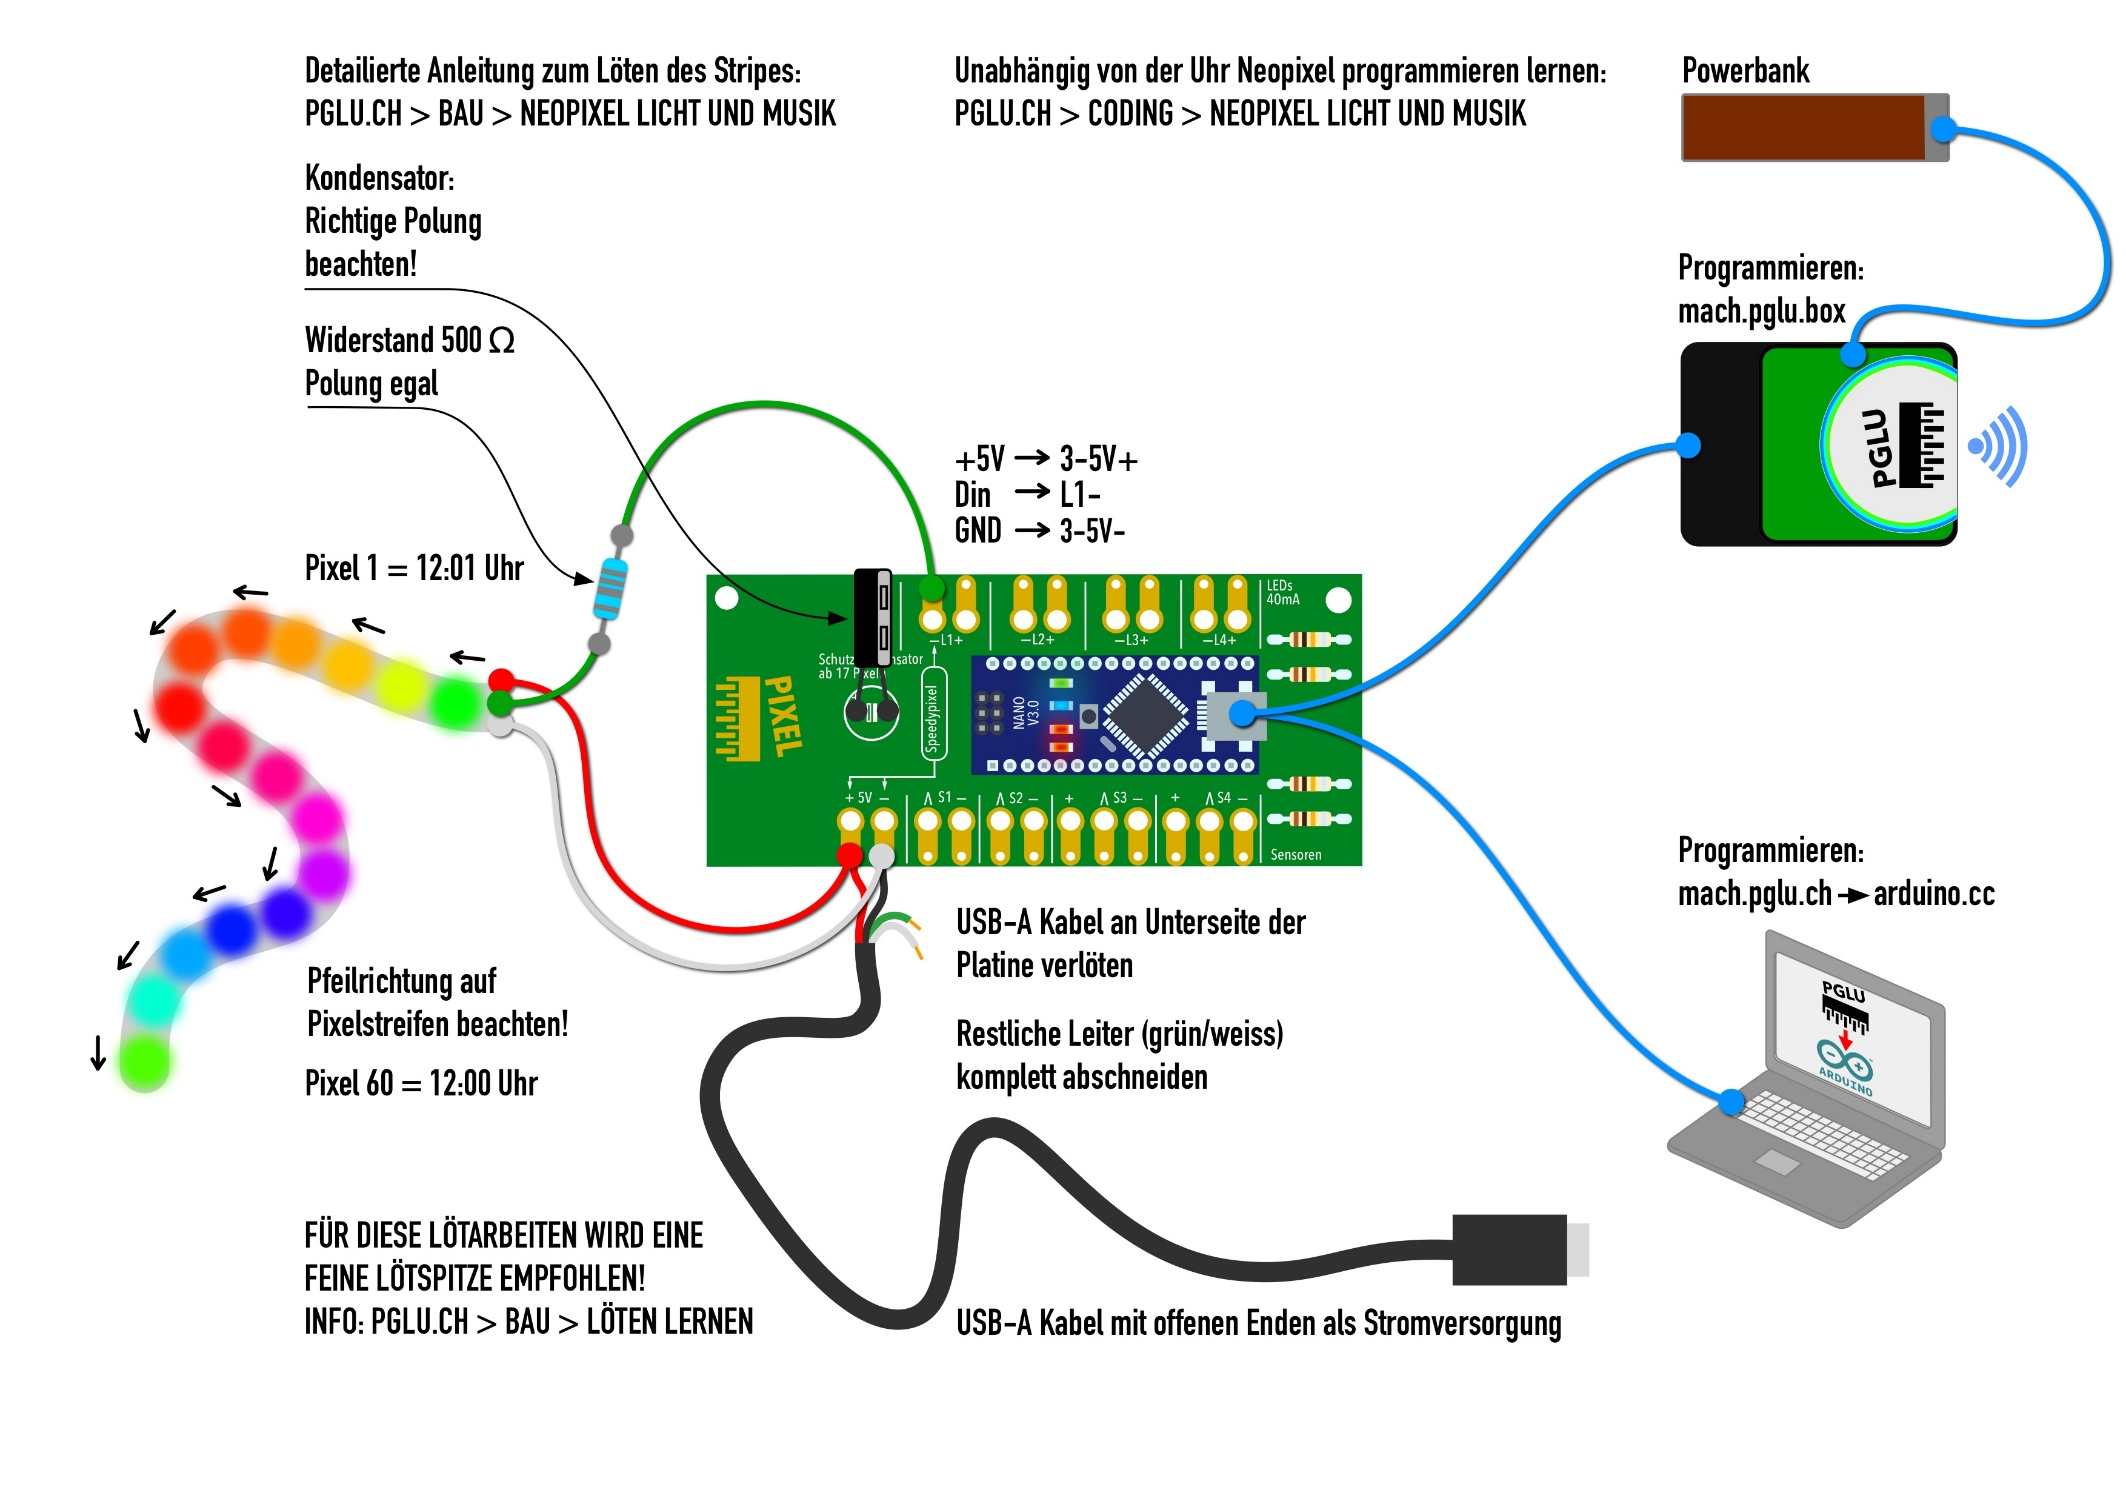 Detailierte Anleitung zum Löten des Stripes:
PGLU.CH > BAU > NEOPIXEL LICHT UND MUSIK
Unabhängig von der Uhr Neopixel programmieren lernen:
PGLU.CH > CODING > NEOPIXEL LICHT UND MUSIK
Powerbank
Kondensator:
Richtige Polung
beachten!
Widerstand 500 Ω
Polung egal
Programmieren:
mach.pglu.box
PGLU
+5V → 3-5V+
Din → L1-
GND → 3-5V-
Pixel 1 = 12:01 Uhr
LEDs
40mA
−L1+
−L2+
−L3+
−L4+
ab 17 Pixel
PIXEL
Speedypixel
NANO
V3.0
+ 5V −
Λ S1 −
Λ S2 −
+ Λ S3 −
+ Λ S4 −
Sensoren
Programmieren:
mach.pglu.ch → arduino.cc
PGLU
ARDUINO
USB-A Kabel an Unterseite der
Platine verlöten
Restliche Leiter (grün/weiss)
komplett abschneiden
Pfeilrichtung auf
Pixelstreifen beachten!
Pixel 60 = 12:00 Uhr
FÜR DIESE LÖTARBEITEN WIRD EINE
FEINE LÖTSPITZE EMPFOHLEN!
INFO: PGLU.CH > BAU > LÖTEN LERNEN
USB-A Kabel mit offenen Enden als Stromversorgung